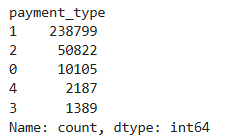 payment_type
1    238799
2     50822
0     10105
4      2187
3      1389
Name: count, dtype: int64